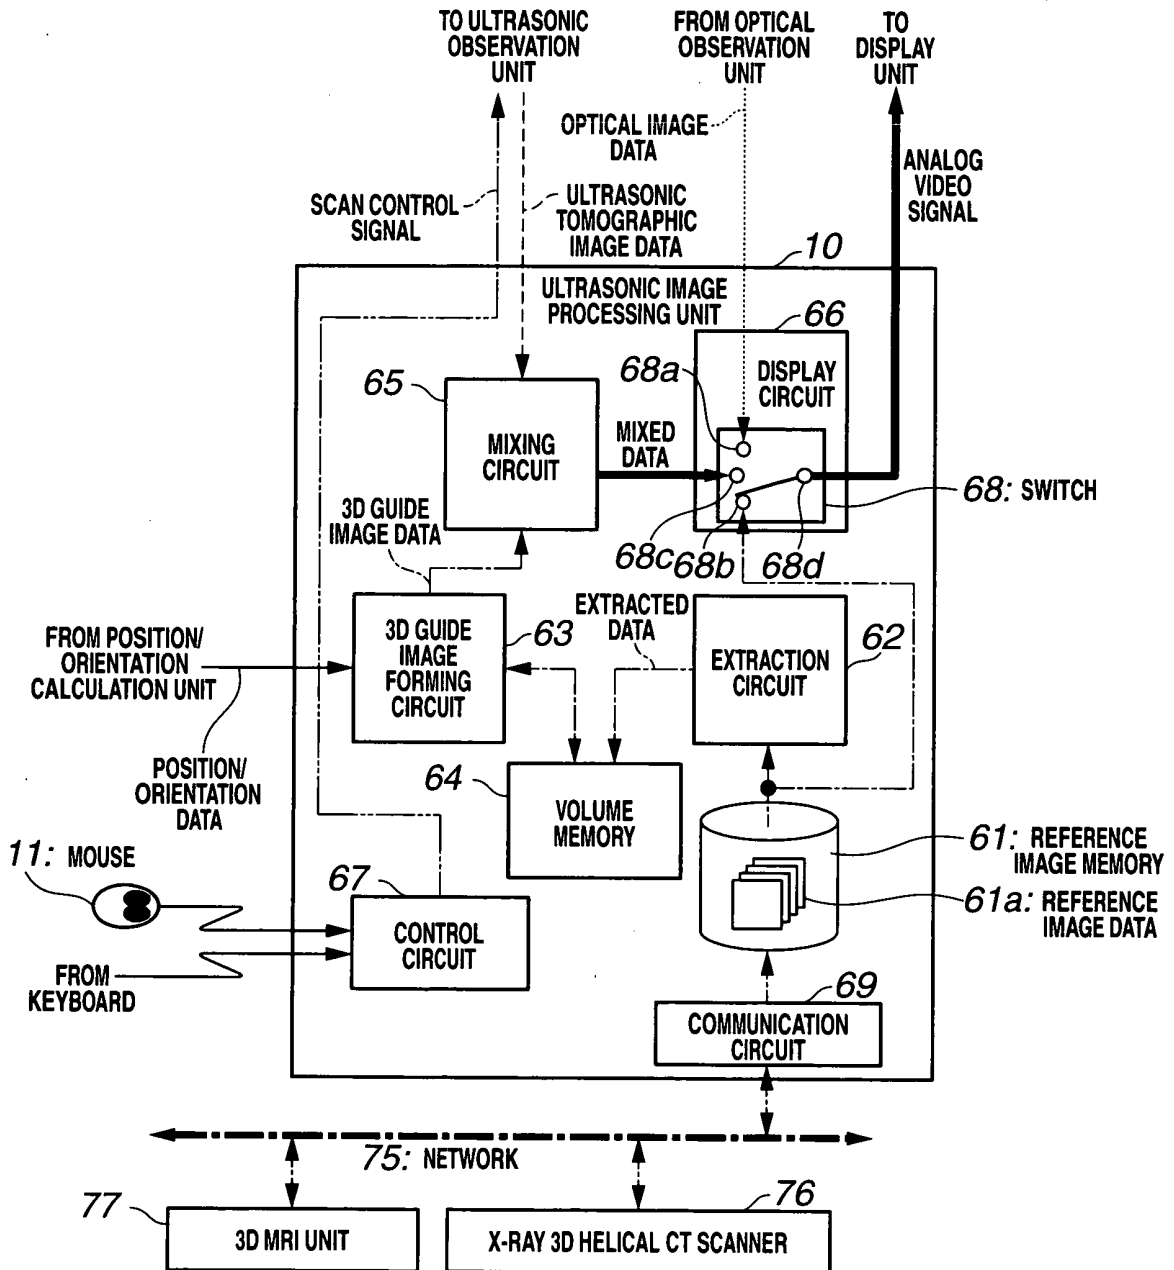 TO ULTRASONIC
OBSERVATION
UNIT
FROM OPTICAL
OBSERVATION
UNIT
TO
DISPLAY
UNIT
OPTICAL IMAGE
DATA
ANALOG
VIDEO
SIGNAL
SCAN CONTROL
SIGNAL
ULTRASONIC
TOMOGRAPHIC
IMAGE DATA
10
ULTRASONIC IMAGE
PROCESSING UNIT
66
65
68a
DISPLAY
CIRCUIT
MIXING
CIRCUIT
MIXED
DATA
68: SWITCH
3D GUIDE
IMAGE DATA
68c
68b
68d
EXTRACTED
DATA
FROM POSITION/
ORIENTATION
CALCULATION UNIT
3D GUIDE
IMAGE
FORMING
CIRCUIT
63
EXTRACTION
CIRCUIT
62
POSITION/
ORIENTATION
DATA
64
VOLUME
MEMORY
11: MOUSE
61: REFERENCE
IMAGE MEMORY
67
61a: REFERENCE
IMAGE DATA
CONTROL
CIRCUIT
FROM
KEYBOARD
69
COMMUNICATION
CIRCUIT
75: NETWORK
77
3D MRI UNIT
76
X-RAY 3D HELICAL CT SCANNER